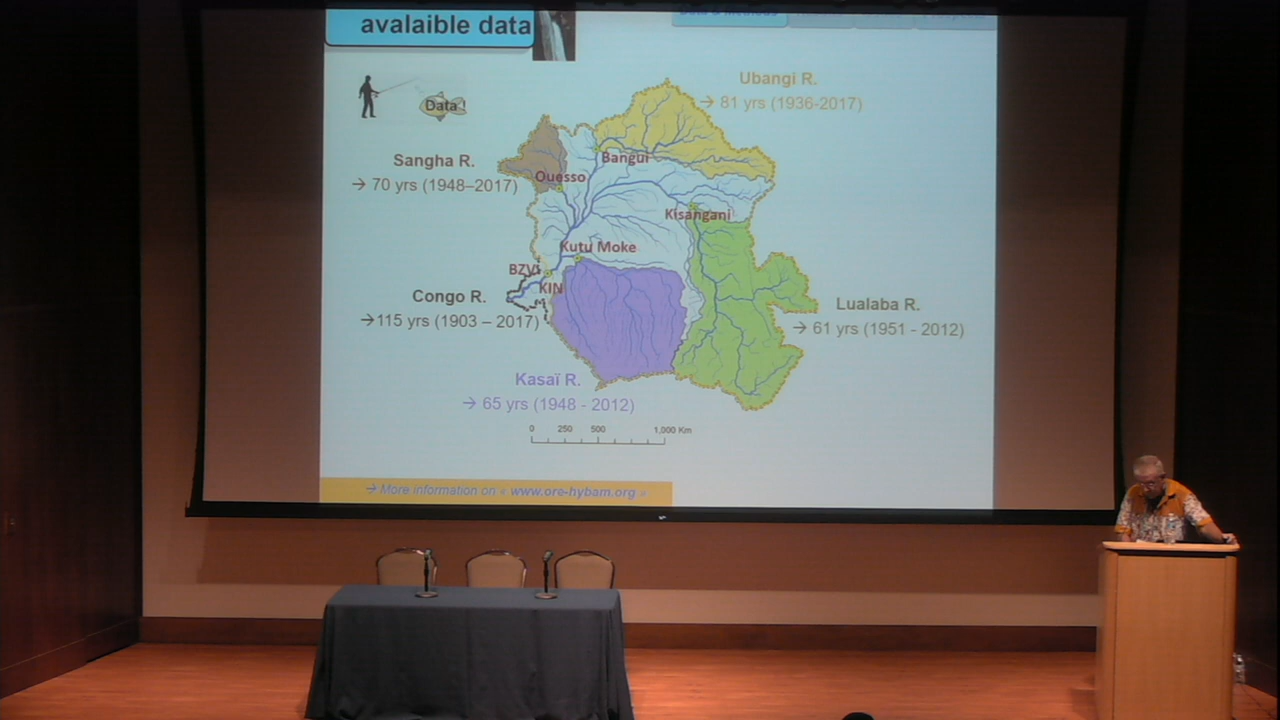 avalaible data
Data & Methods
Data !
Ubangi R.
→ 81 yrs (1936-2017)
Sangha R.
→ 70 yrs (1948–2017)
Bangui
Ouesso
Kisangani
Kutu Moke
BZV
KIN
Congo R.
→115 yrs (1903 – 2017)
Lualaba R.
→ 61 yrs (1951 - 2012)
Kasaï R.
→ 65 yrs (1948 - 2012)
0 250 500 1,000 Km
→ More information on « www.ore-hybam.org »